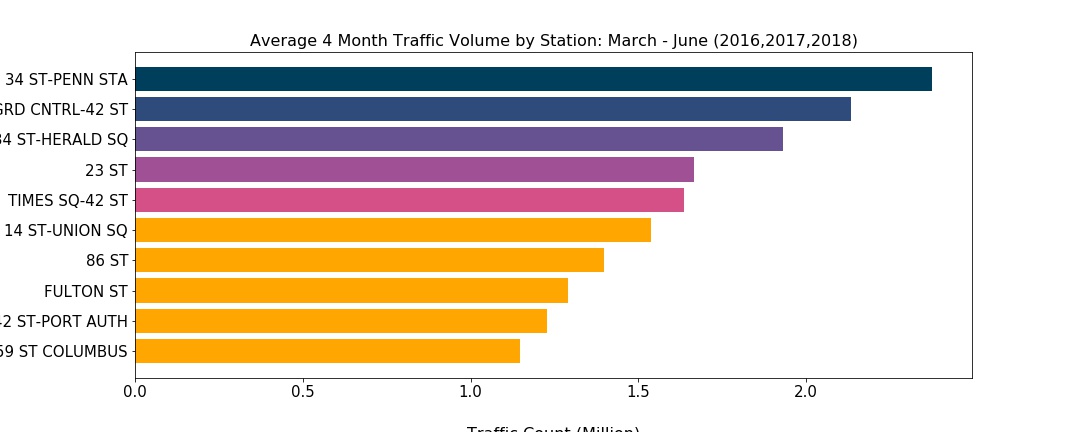 Average 4 Month Traffic Volume by Station: March - June (2016,2017,2018)
34 ST-PENN STA
GRD CNTRL-42 ST
34 ST-HERALD SQ
23 ST
TIMES SQ-42 ST
14 ST-UNION SQ
86 ST
FULTON ST
42 ST-PORT AUTH
59 ST COLUMBUS
0.0 0.5 1.0 1.5 2.0
Traffic Count (Million)